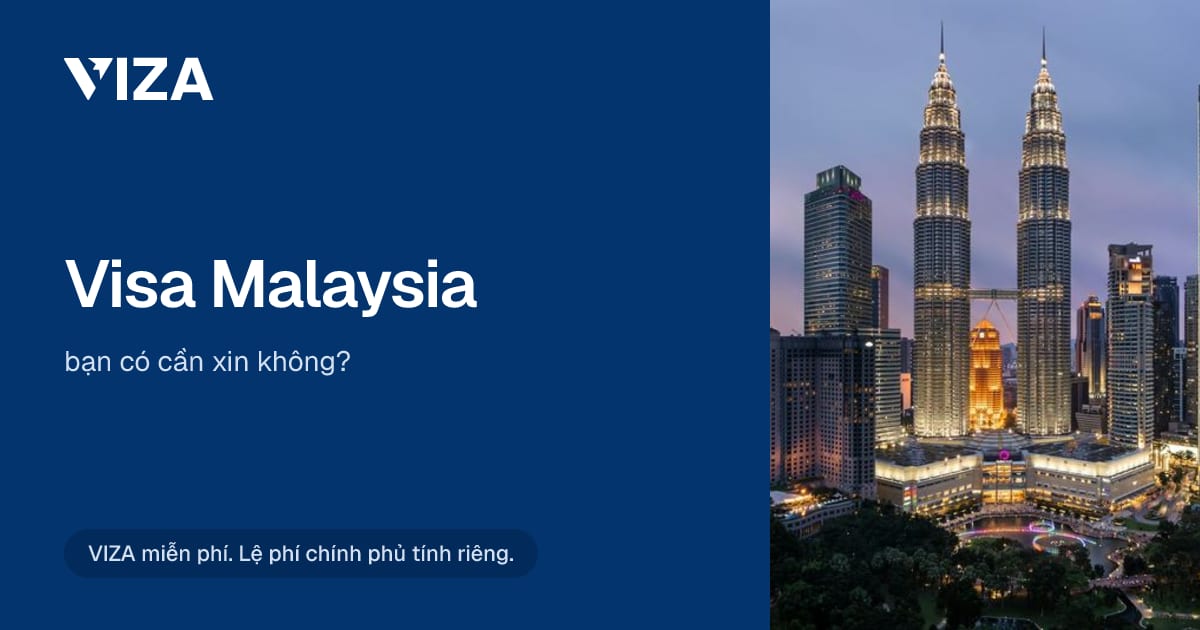 VIZA
Visa Malaysia
bạn có cần xin không?
VIZA miễn phí. Lệ phí chính phủ tính riêng.